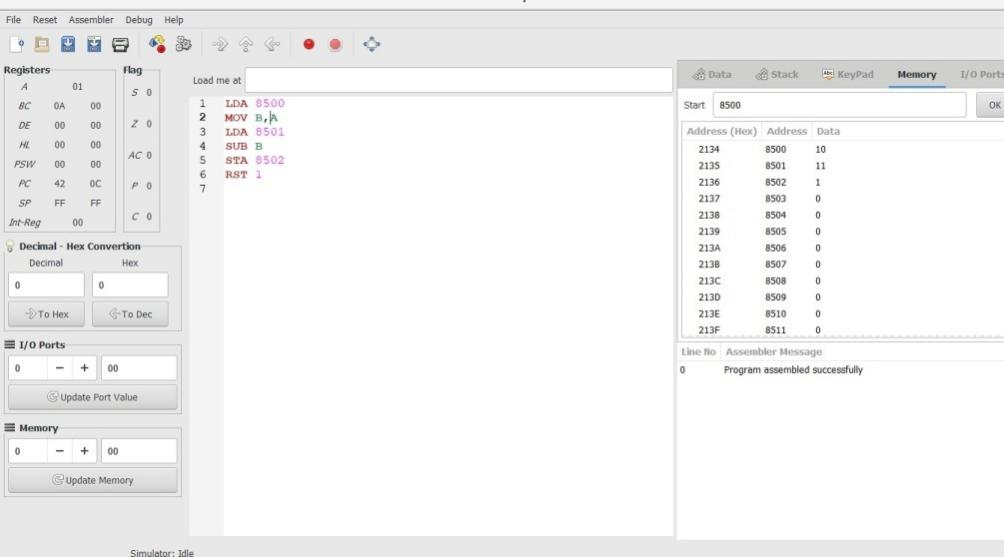 File Reset Assembler Debug Help
Registers
A 01
BC 0A 00
DE 00 00
HL 00 00
PSW 00 00
PC 42 0C
SP FF FF
Int-Reg 00
Flag
S 0
Z 0
AC 0
P 0
C 0
Decimal - Hex Convertion
Decimal Hex
0 0
To Hex To Dec
I/O Ports
0 − + 00
Update Port Value
Memory
0 − + 00
Update Memory
Load me at
1 LDA 8500
2 MOV B,A
3 LDA 8501
4 SUB B
5 STA 8502
6 RST 1
7
Data Stack Abc KeyPad Memory I/O Ports
Start 8500 OK
Address (Hex) Address Data
2134 8500 10
2135 8501 11
2136 8502 1
2137 8503 0
2138 8504 0
2139 8505 0
213A 8506 0
213B 8507 0
213C 8508 0
213D 8509 0
213E 8510 0
213F 8511 0
Line No Assembler Message
0 Program assembled successfully
Simulator: Idle